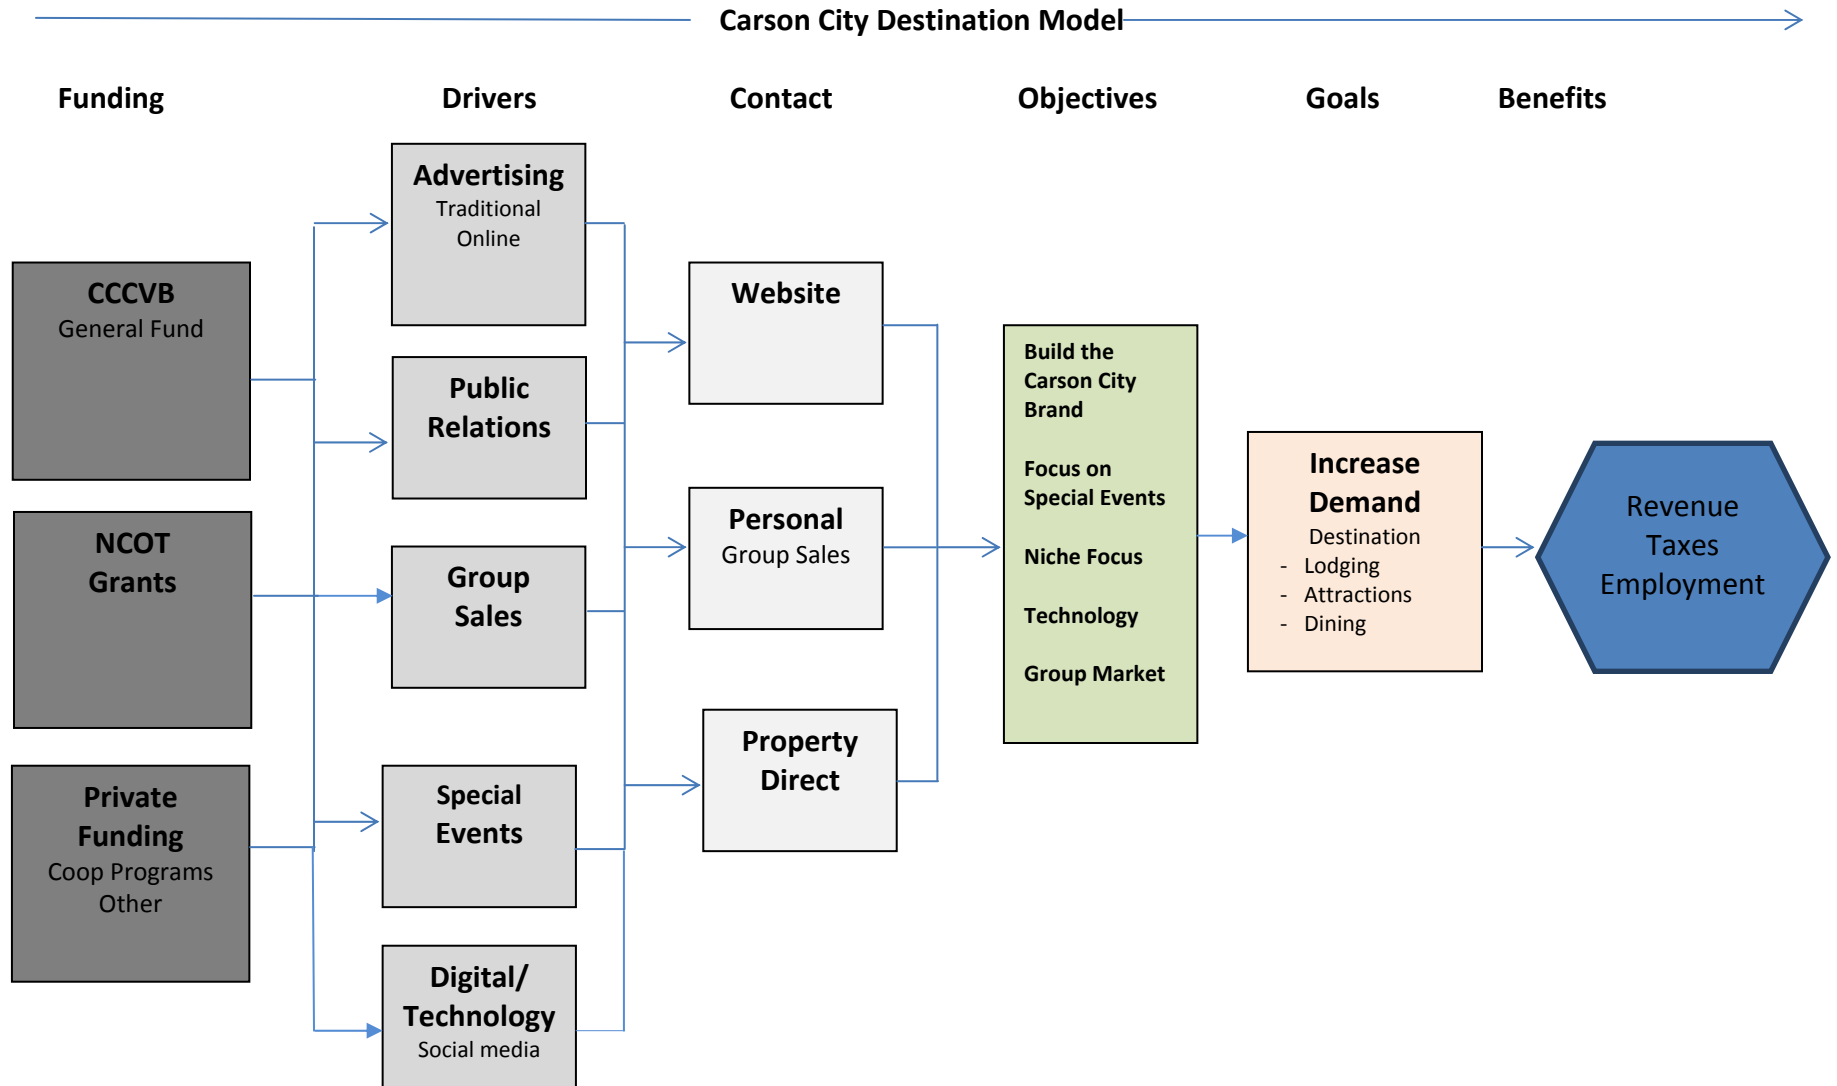 Carson City Destination Model
Funding
Drivers
Contact
Objectives
Goals
Benefits
CCCVB
General Fund
NCOT
Grants
Private
Funding
Coop Programs
Other
Advertising
Traditional
Online
Public
Relations
Group
Sales
Special
Events
Digital/
Technology
Social media
Website
Personal
Group Sales
Property
Direct
Build the
Carson City
Brand
Focus on
Special Events
Niche Focus
Technology
Group Market
Increase
Demand
Destination
- Lodging
- Attractions
- Dining
Revenue
Taxes
Employment